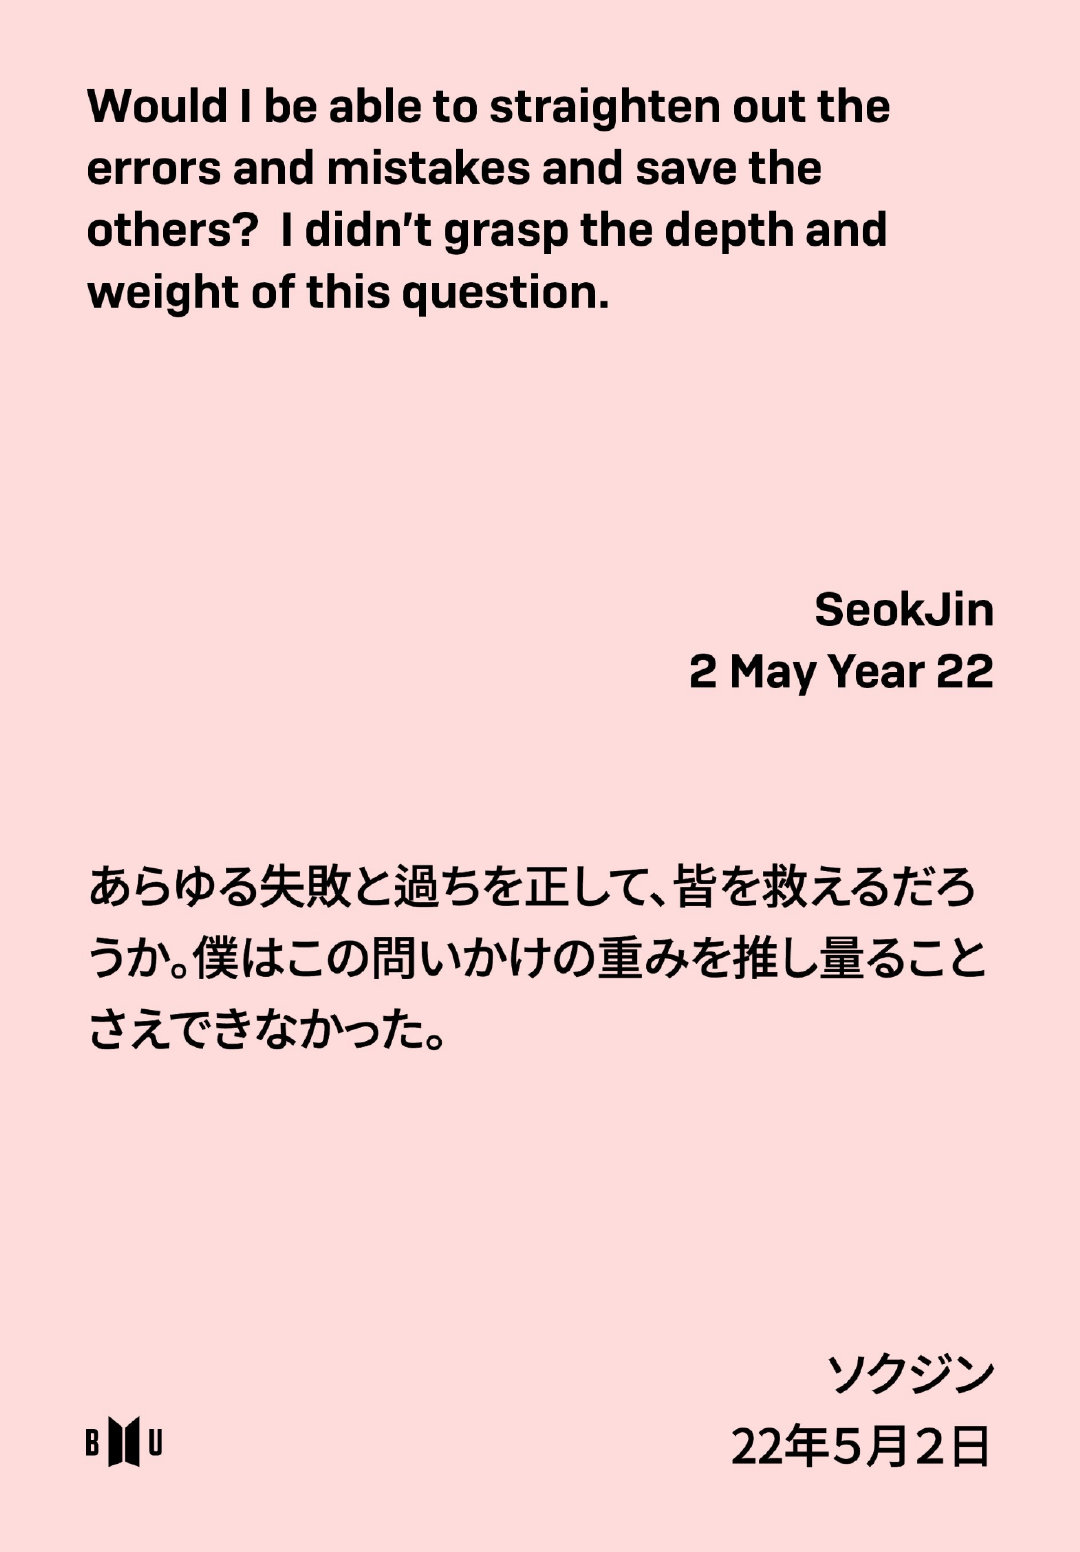 Would I be able to straighten out the
errors and mistakes and save the
others?  I didn't grasp the depth and
weight of this question.
SeokJin
2 May Year 22
あらゆる失敗と過ちを正して、皆を救えるだろ
うか。僕はこの問いかけの重みを推し量ること
さえできなかった。
ソクジン
22年5月2日
B U